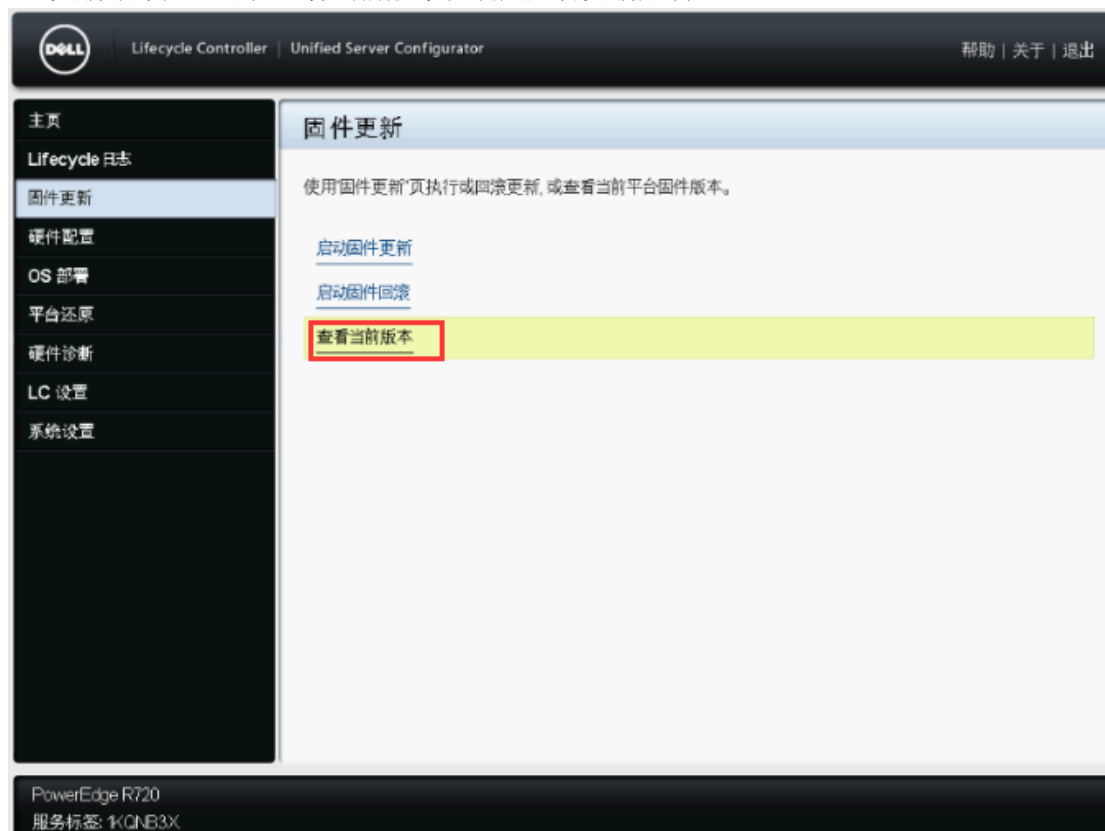 DELL
Lifecycle Controller | Unified Server Configurator
帮助 | 关于 | 退出
主页
Lifecycle 日志
固件更新
硬件配置
OS 部署
平台还原
硬件诊断
LC 设置
系统设置
固件更新
使用"固件更新"页执行或回滚更新, 或查看当前平台固件版本。
启动固件更新
启动固件回滚
查看当前版本
PowerEdge R720
服务标签: 1KQNB3X